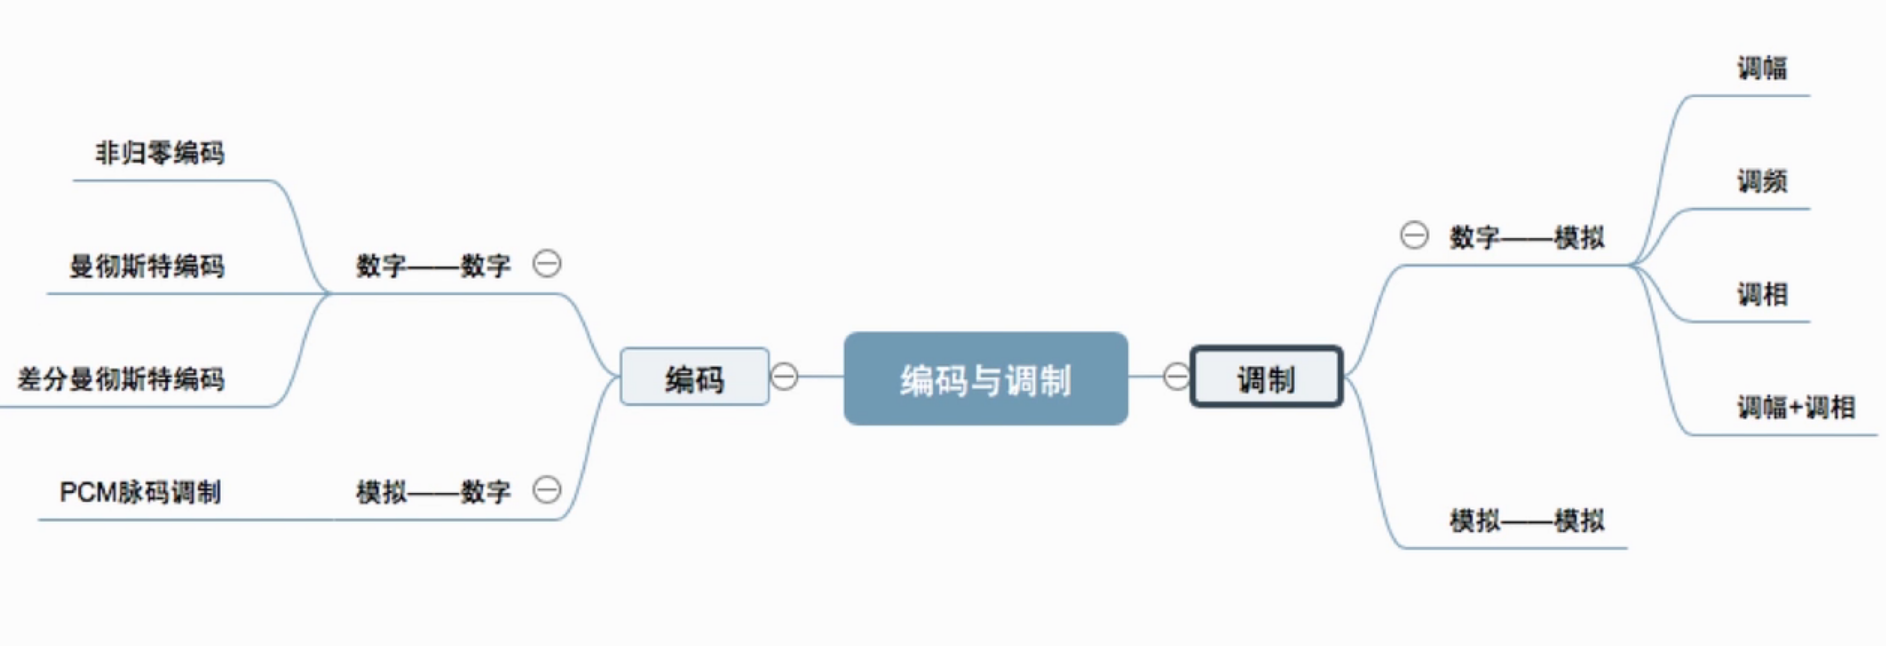 编码与调制
编码
数字——数字
非归零编码
曼彻斯特编码
差分曼彻斯特编码
模拟——数字
PCM脉码调制
调制
数字——模拟
调幅
调频
调相
调幅+调相
模拟——模拟